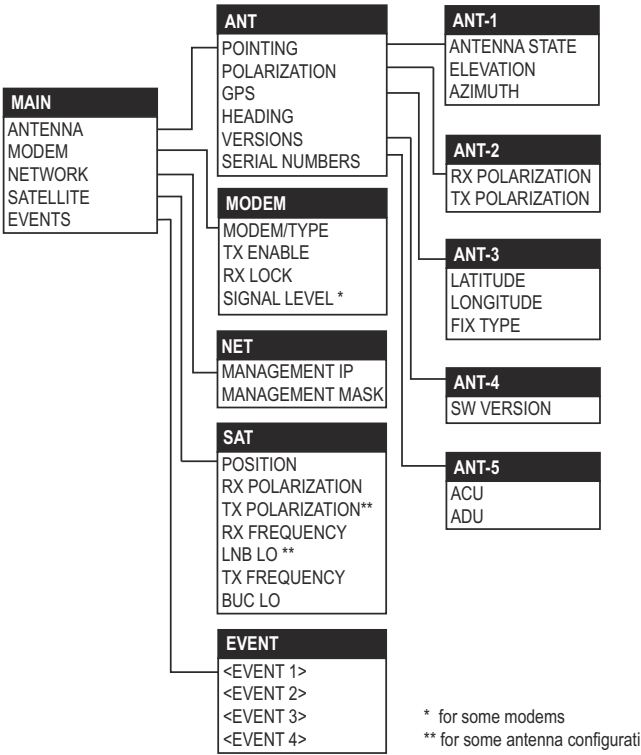 MAIN
ANTENNA
MODEM
NETWORK
SATELLITE
EVENTS
ANT
POINTING
POLARIZATION
GPS
HEADING
VERSIONS
SERIAL NUMBERS
MODEM
MODEM/TYPE
TX ENABLE
RX LOCK
SIGNAL LEVEL *
NET
MANAGEMENT IP
MANAGEMENT MASK
SAT
POSITION
RX POLARIZATION
TX POLARIZATION**
RX FREQUENCY
LNB LO **
TX FREQUENCY
BUC LO
EVENT
<EVENT 1>
<EVENT 2>
<EVENT 3>
<EVENT 4>
ANT-1
ANTENNA STATE
ELEVATION
AZIMUTH
ANT-2
RX POLARIZATION
TX POLARIZATION
ANT-3
LATITUDE
LONGITUDE
FIX TYPE
ANT-4
SW VERSION
ANT-5
ACU
ADU
* for some modems
** for some antenna configurati